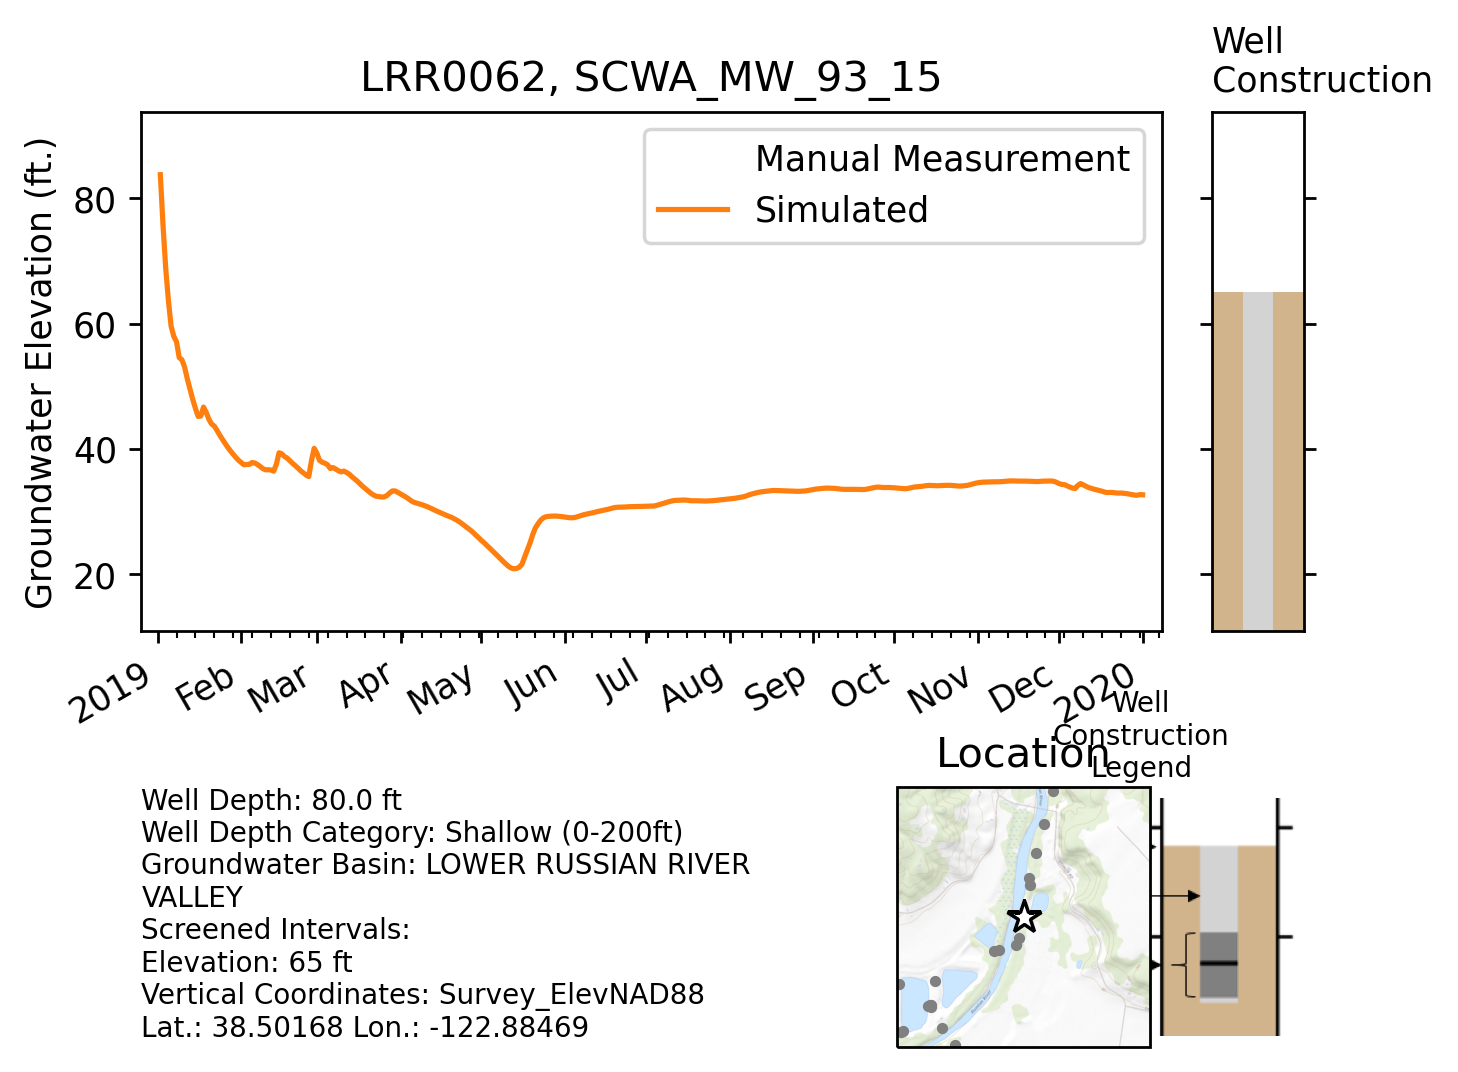 Well
Construction
LRR0062, SCWA_MW_93_15
Manual Measurement
Simulated
Groundwater Elevation (ft.)
80
60
40
20
2019
Feb
Mar
Apr
May
Jun
Jul
Aug
Sep
Oct
Nov
Dec
2020
Well
Construction
Legend
Location
Well Depth: 80.0 ft
Well Depth Category: Shallow (0-200ft)
Groundwater Basin: LOWER RUSSIAN RIVER
VALLEY
Screened Intervals:
Elevation: 65 ft
Vertical Coordinates: Survey_ElevNAD88
Lat.: 38.50168 Lon.: -122.88469